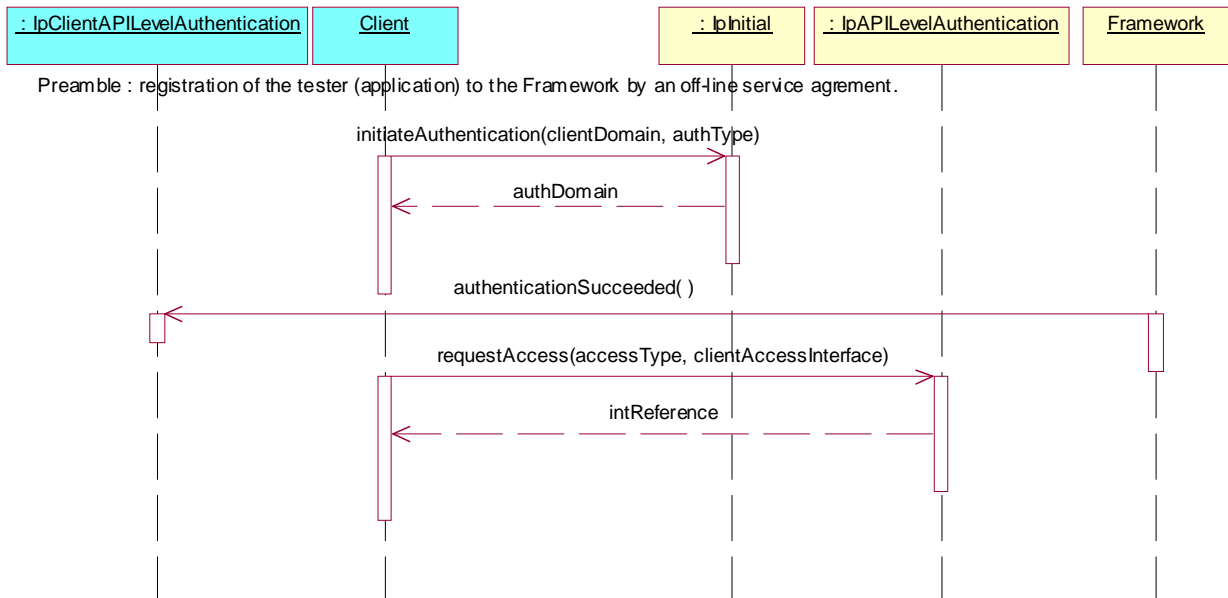 : IpClientAPILevelAuthentication
Client
: IpInitial
: IpAPILevelAuthentication
Framework
Preamble : registration of the tester (application) to the Framework by an off-line service agrement.
initiateAuthentication(clientDomain, authType)
authDomain
authenticationSucceeded( )
requestAccess(accessType, clientAccessInterface)
intReference